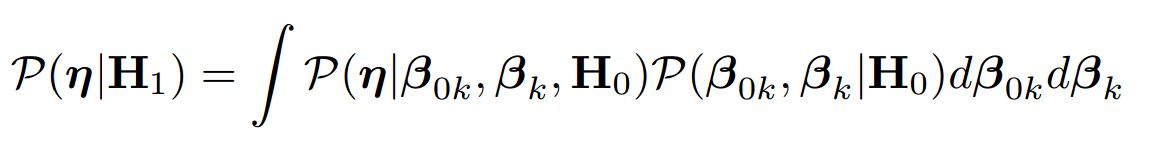 𝒫(𝜼|𝐇₁) = ∫ 𝒫(𝜼|𝜷₀ₖ, 𝜷ₖ, 𝐇₀)𝒫(𝜷₀ₖ, 𝜷ₖ|𝐇₀)d𝜷₀ₖd𝜷ₖ